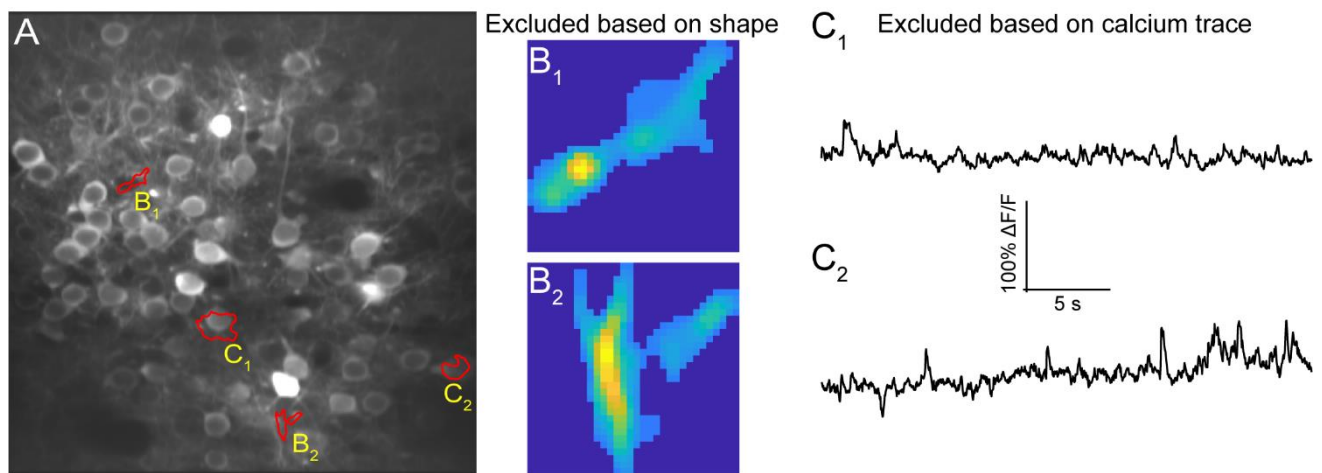 A
B₁
C₁
C₂
B₂
Excluded based on shape
B₁
B₂
C₁ Excluded based on calcium trace
100% ΔF/F
5 s
C₂